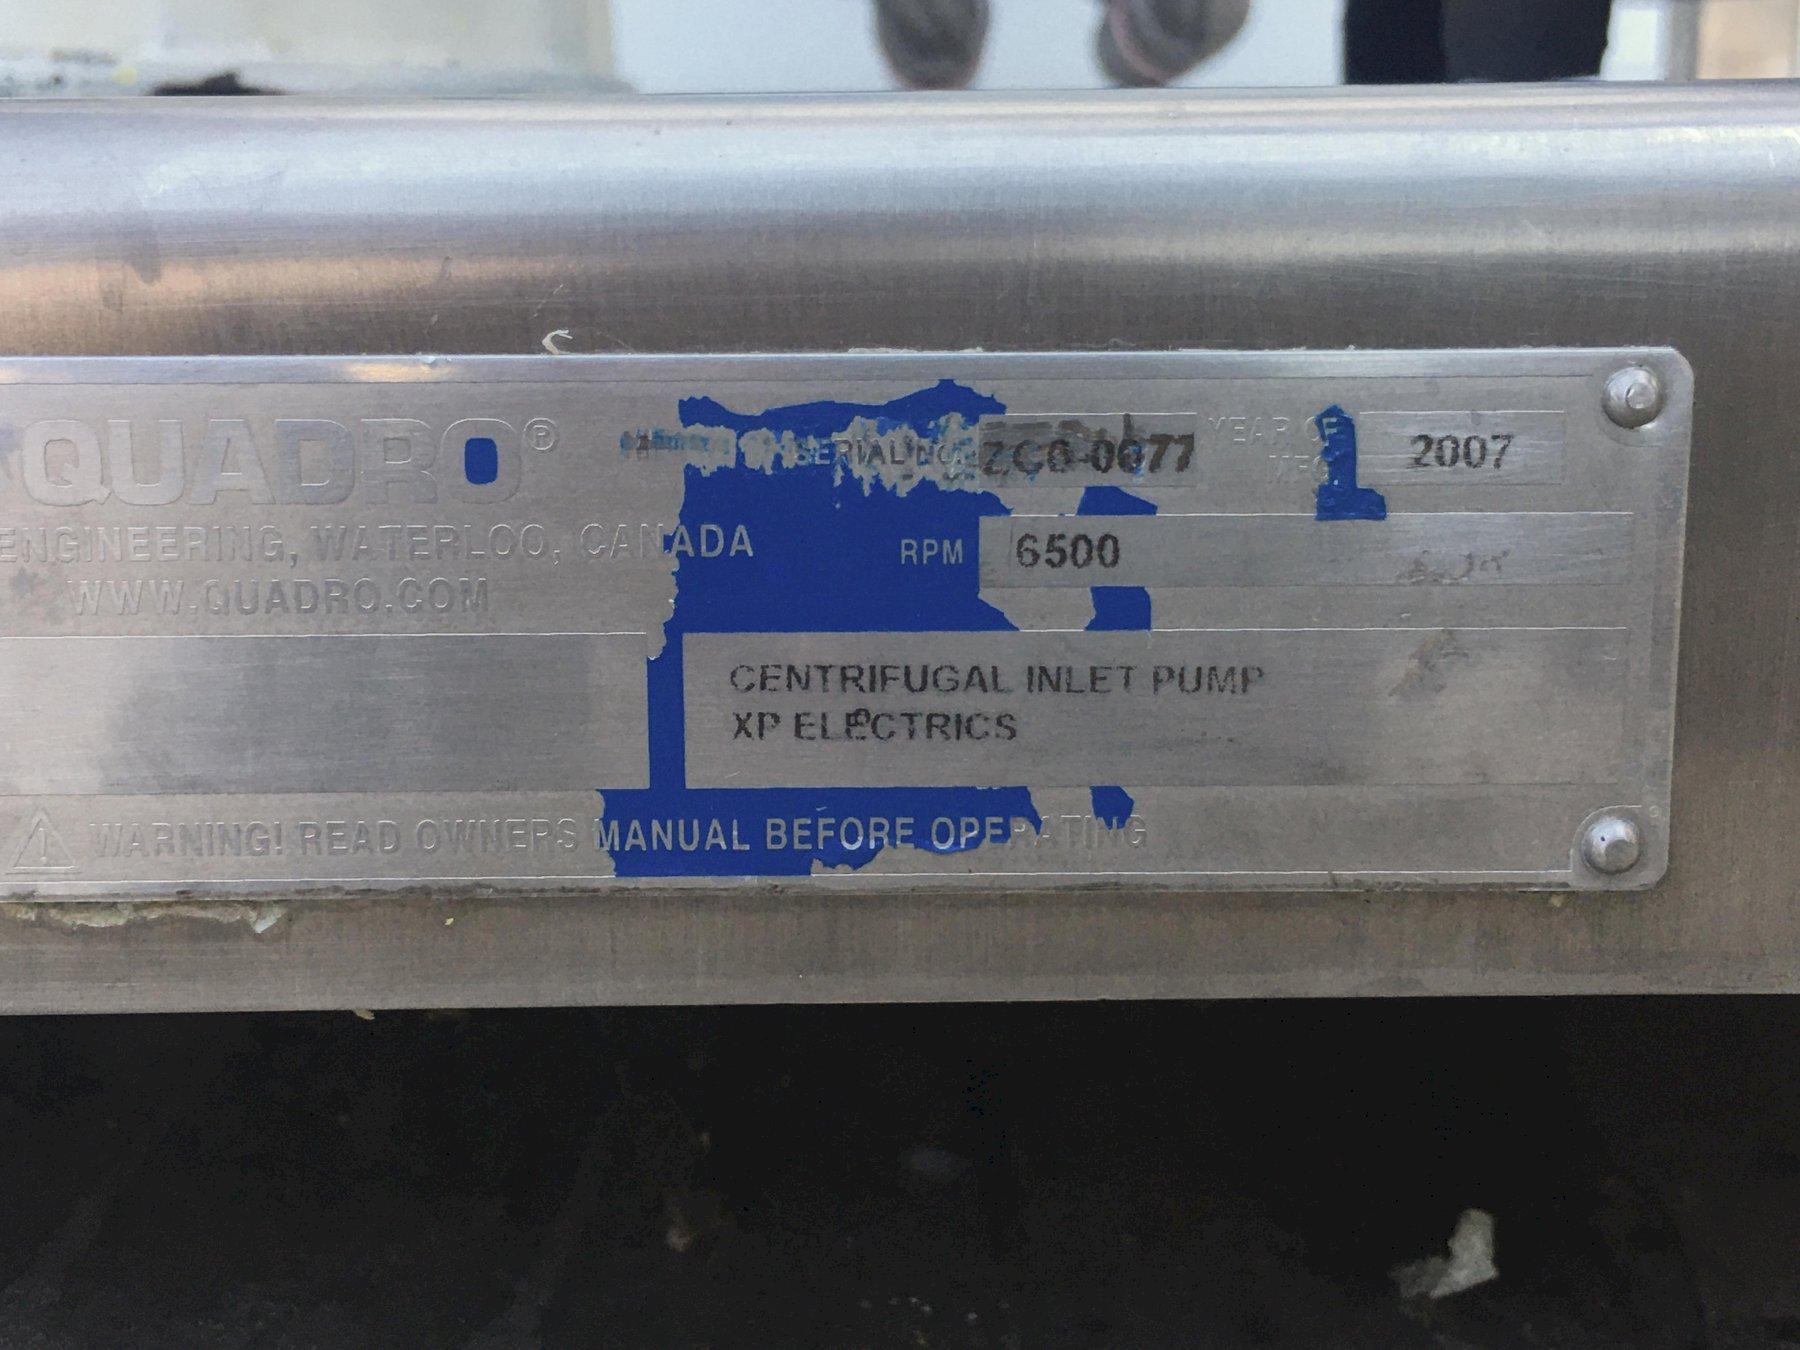 QUADRO® SERIAL NO. ZC0-0077 YEAR OF MFG 2007
ENGINEERING, WATERLOO, CANADA RPM 6500
WWW.QUADRO.COM
CENTRIFUGAL INLET PUMP
XP ELECTRICS
WARNING! READ OWNERS MANUAL BEFORE OPERATING